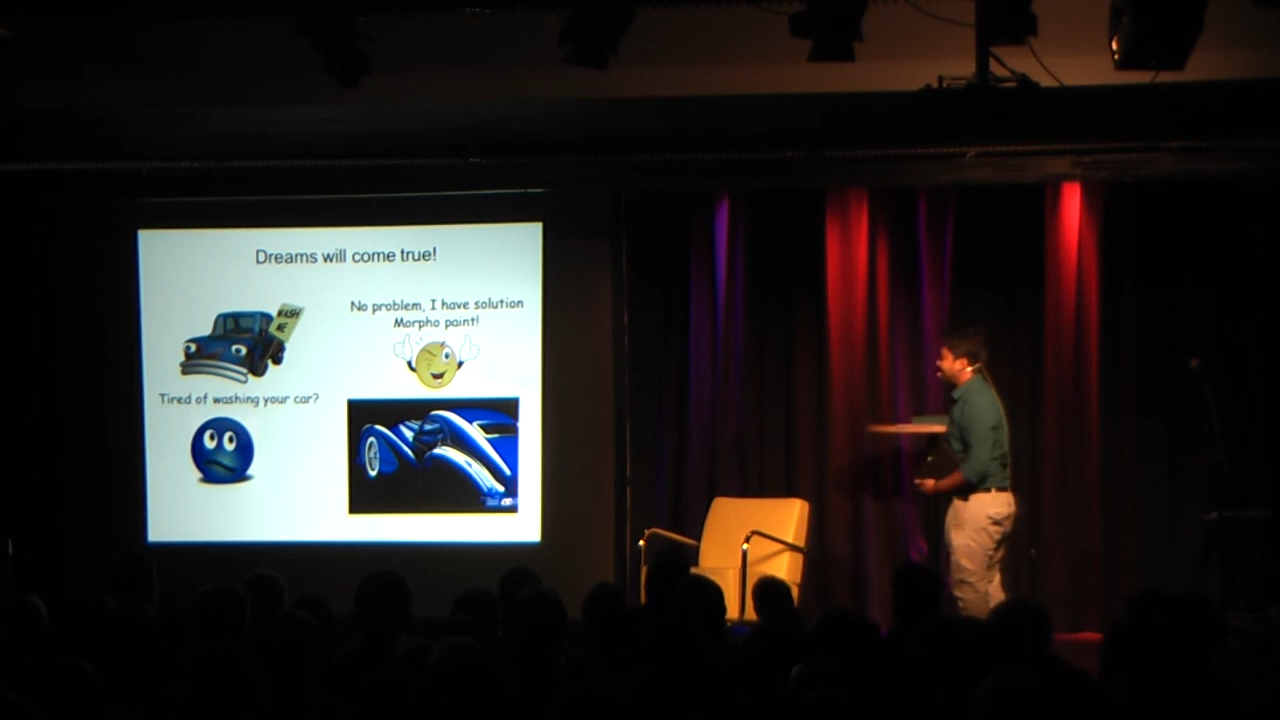 Dreams will come true!
WASH
ME
Tired of washing your car?
No problem, I have solution
Morpho paint!